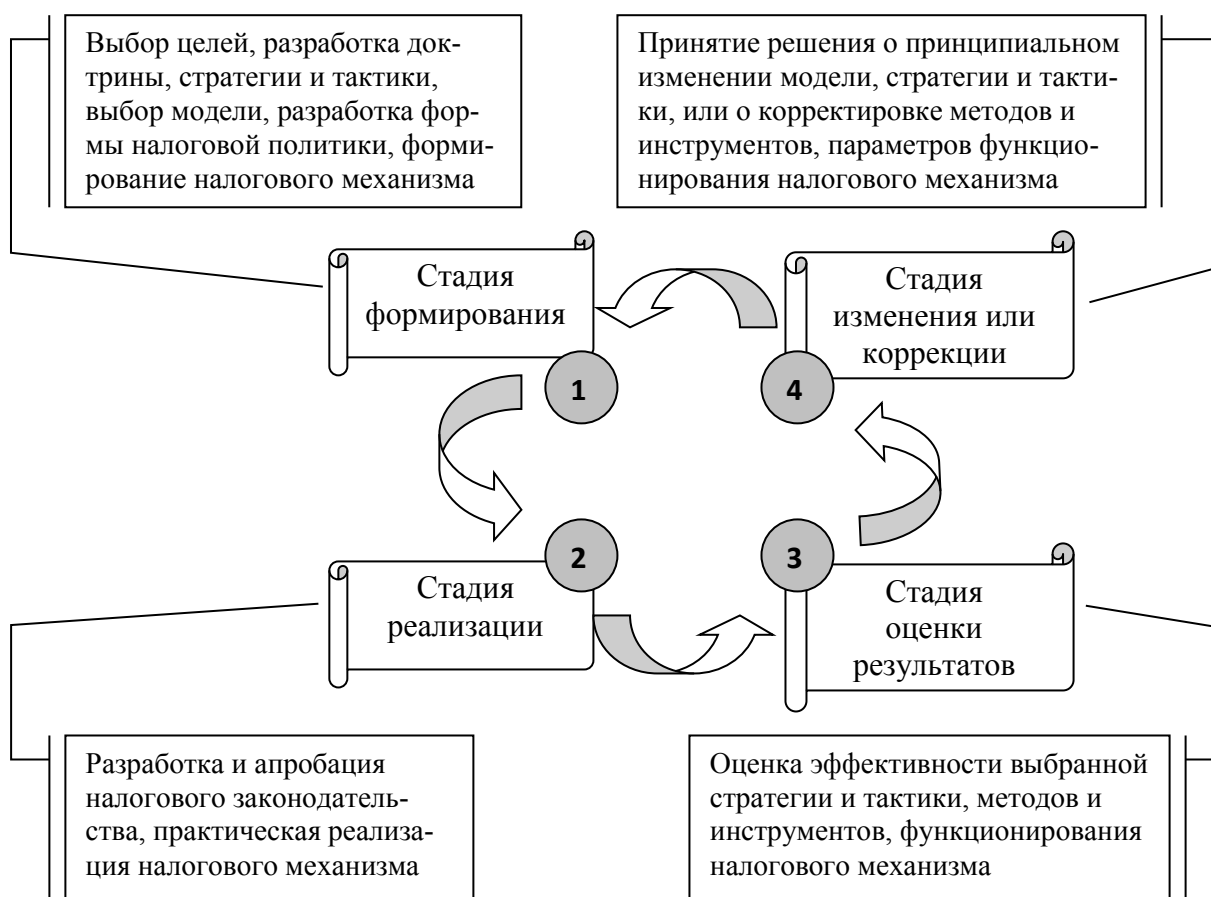 Выбор целей, разработка док-
трины, стратегии и тактики,
выбор модели, разработка фор-
мы налоговой политики, форми-
рование налогового механизма
Принятие решения о принципиальном
изменении модели, стратегии и такти-
ки, или о корректировке методов и
инструментов, параметров функцио-
нирования налогового механизма
Стадия
формирования
1
Стадия
изменения или
коррекции
4
2
Стадия
реализации
3
Стадия
оценки
результатов
Разработка и апробация
налогового законодатель-
ства, практическая реализа-
ция налогового механизма
Оценка эффективности выбранной
стратегии и тактики, методов и
инструментов, функционирования
налогового механизма